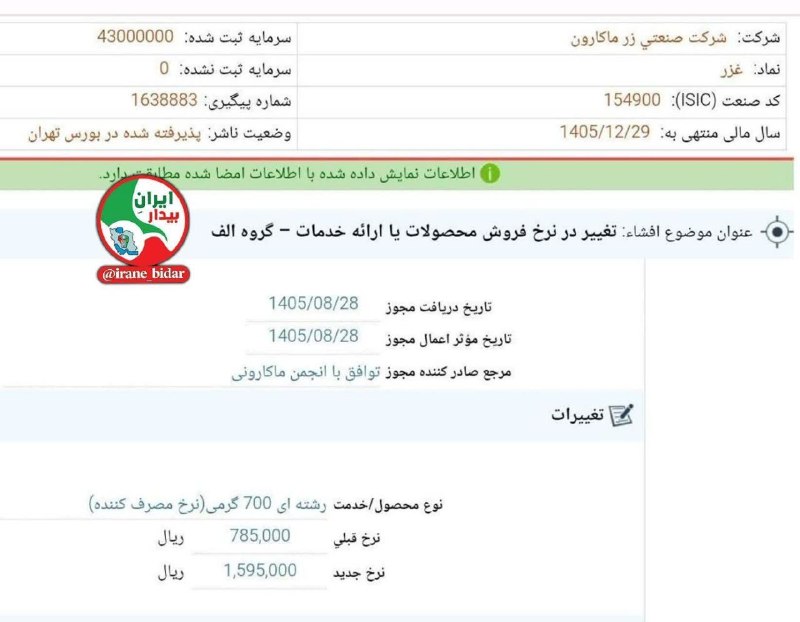 شرکت: شرکت صنعتي زر ماکارون
سرمایه ثبت شده: 43000000
نماد: غزر
سرمایه ثبت نشده: 0
کد صنعت (ISIC): 154900
شماره پیگیری: 1638883
سال مالی منتهی به: 1405/12/29
وضعیت ناشر: پذیرفته شده در بورس تهران
اطلاعات نمایش داده شده با اطلاعات امضا شده مطابقت دارد.
ایران
بیدار
@irane_bidar
عنوان موضوع افشاء: تغییر در نرخ فروش محصولات یا ارائه خدمات – گروه الف
تاریخ دریافت مجوز 1405/08/28
تاریخ مؤثر اعمال مجوز 1405/08/28
مرجع صادر کننده مجوز توافق با انجمن ماکارونی
تغییرات
نوع محصول/خدمت رشته ای 700 گرمی(نرخ مصرف کننده)
نرخ قبلي 785,000 ریال
نرخ جدید 1,595,000 ریال